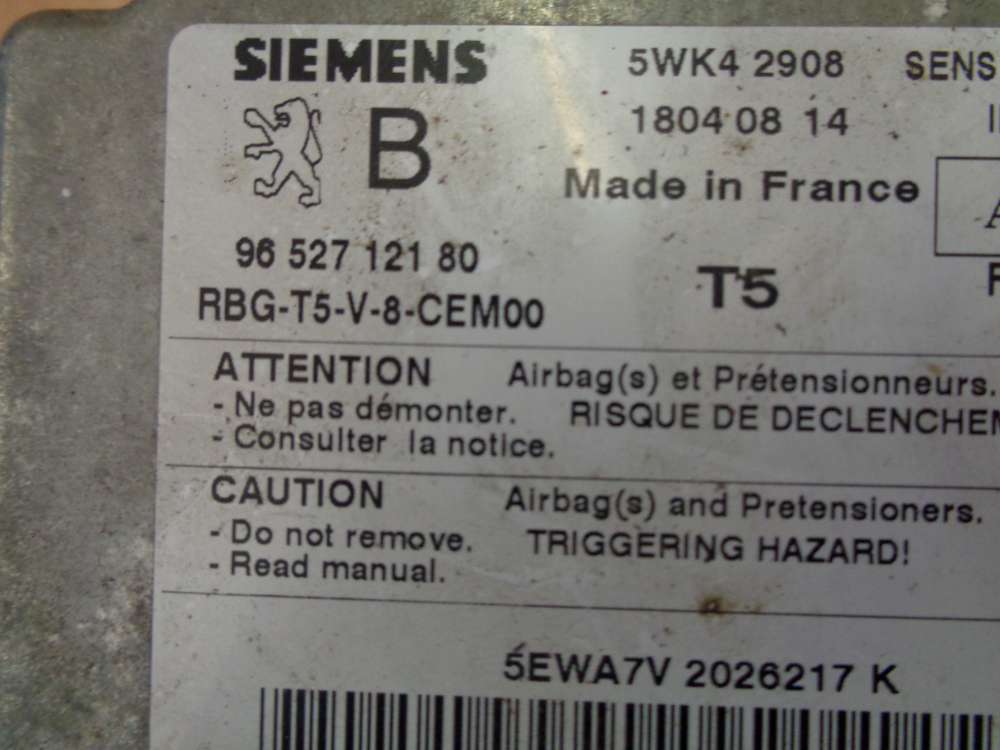 SIEMENS 5WK4 2908 SENS
B 1804 08 14
Made in France
96 527 121 80 T5
RBG-T5-V-8-CEM00
ATTENTION Airbag(s) et Prétensionneurs.
- Ne pas démonter. RISQUE DE DECLENCHEM
- Consulter la notice.
CAUTION Airbag(s) and Pretensioners.
- Do not remove. TRIGGERING HAZARD!
- Read manual.
5EWA7V 2026217 K